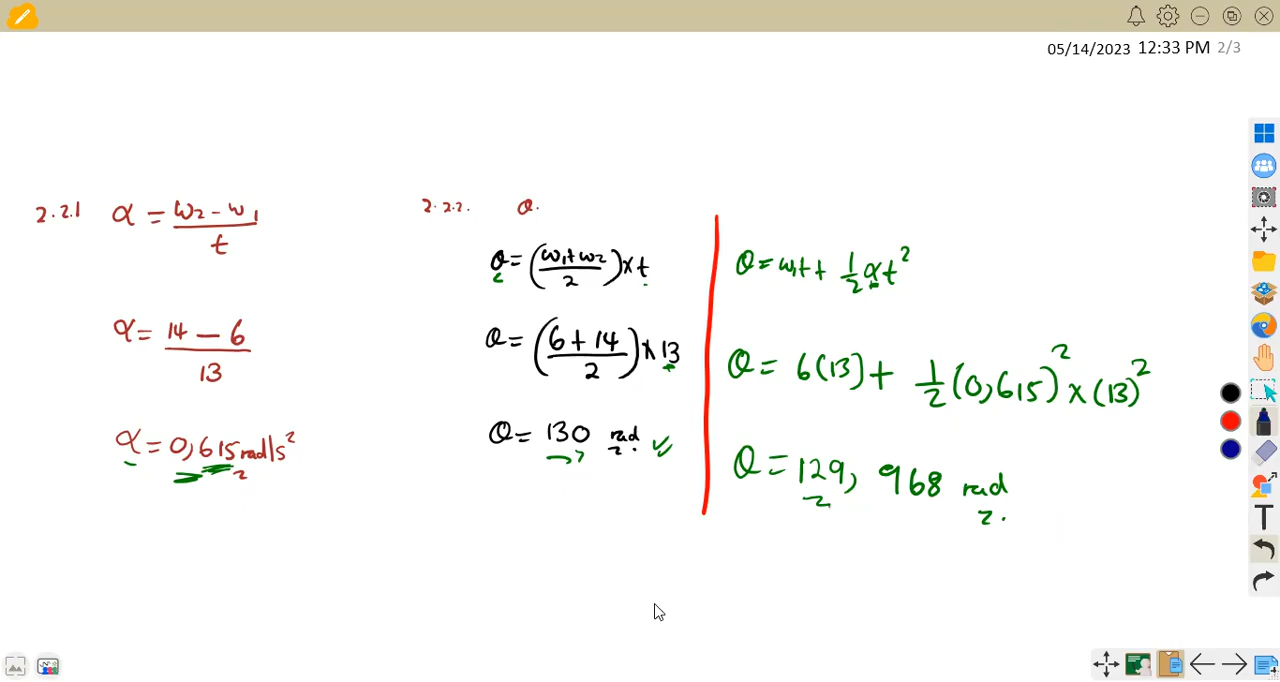 05/14/2023 12:33 PM 2/3
2.2.1 α = ω2 - ω1 / t
α = 14 - 6 / 13
α = 0,615 rad/s²
2.2.2. θ.
θ = (ω1 + ω2 / 2) × t
θ = (6 + 14 / 2) × 13
θ = 130 rad
θ = ω1t + 1/2 αt²
θ = 6(13) + 1/2 (0,615)² × (13)²
θ = 129, 968 rad
T